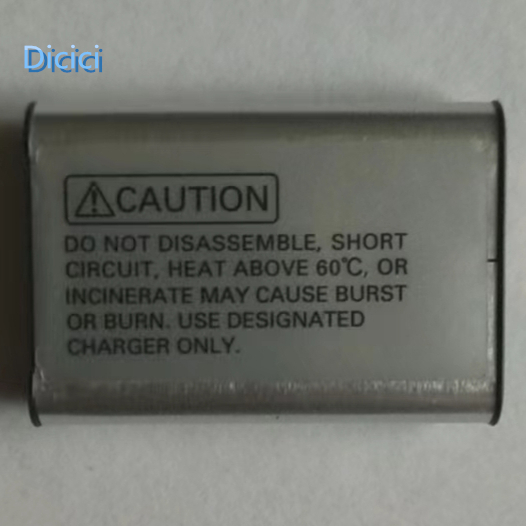 Dicici
⚠CAUTION
DO NOT DISASSEMBLE, SHORT
CIRCUIT, HEAT ABOVE 60℃, OR
INCINERATE MAY CAUSE BURST
OR BURN. USE DESIGNATED
CHARGER ONLY.